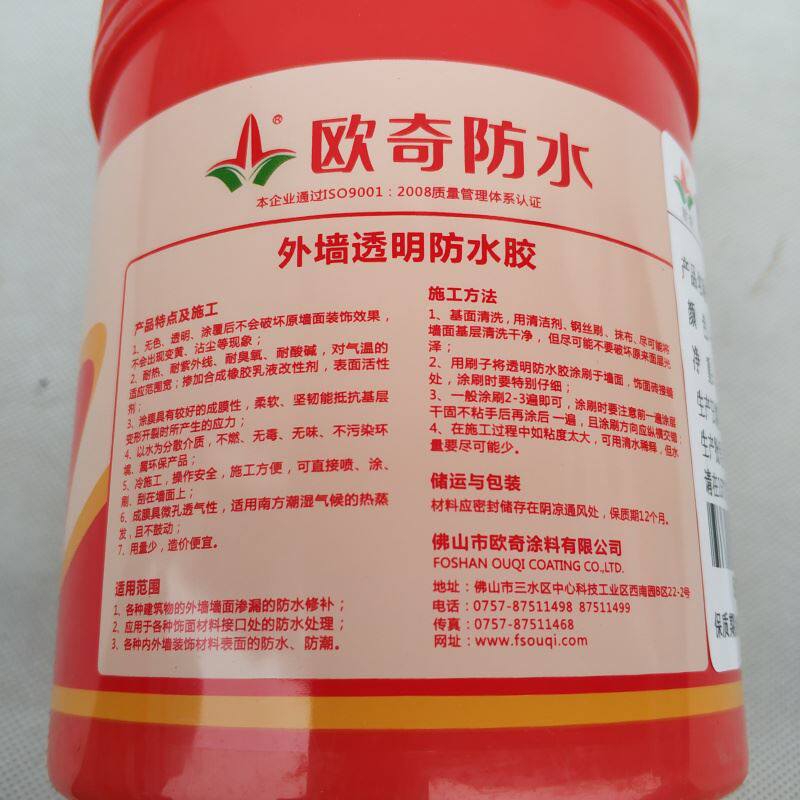 ®
欧奇防水
本企业通过ISO9001：2008质量管理体系认证
外墙透明防水胶
产品特点及施工
1、无色、透明、涂覆后不会破坏原墙面装饰效果，
不会出现变黄、沾尘等现象；
2、耐热、耐紫外线、耐臭氧、耐酸碱，对气温的
适应范围宽；掺加合成橡胶乳液改性剂，表面活性
剂；
3、涂膜具有较好的成膜性，柔软、坚韧能抵抗基层
变形开裂时所产生的应力；
4、以水为分散介质，不燃、无毒、无味、不污染环
境、属环保产品；
5、冷施工，操作安全，施工方便，可直接喷、涂、
刷、刮在墙面上；
6、成膜具微孔透气性，适用南方潮湿气候的热蒸
发，且不鼓动；
7、用量少，造价便宜。
适用范围
1、各种建筑物的外墙墙面渗漏的防水修补；
2、应用于各种饰面材料接口处的防水处理；
3、各种内外墙装饰材料表面的防水、防潮。
施工方法
1、基面清洗，用清洁剂、钢丝刷、抹布、尽可能将
墙面基层清洗干净，但尽可能不要破坏原来面层光
泽；
2、用刷子将透明防水胶涂刷于墙面，饰面砖接缝
处，涂刷时要特别仔细；
3、一般涂刷2-3遍即可，涂刷时要注意前一遍涂层
干固不粘手后再涂后一遍，且涂刷方向应纵横交错；
4、在施工过程中如粘度太大，可用清水稀释，但水
量要尽可能少。
储运与包装
材料应密封储存在阴凉通风处，保质期12个月。
佛山市欧奇涂料有限公司
FOSHAN OUQI COATING CO.,LTD.
地址：佛山市三水区中心科技工业区西南园B区22-2号
电话：0757-87511498 87511499
传真：0757-87511468
网址：www.fsouqi.com
产品
颜 色
净 重
生产
生产
请在
保质期